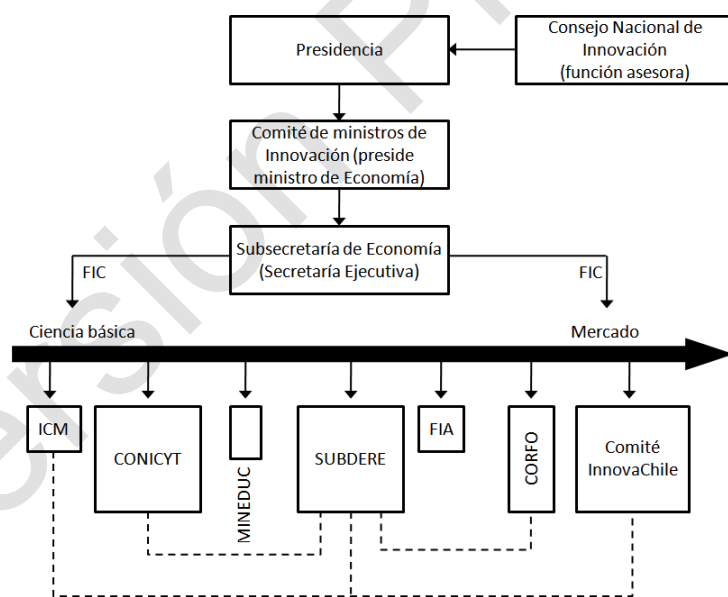 Presidencia
Consejo Nacional de
Innovación
(función asesora)
Comité de ministros de
Innovación (preside
ministro de Economía)
Subsecretaría de Economía
(Secretaría Ejecutiva)
FIC
FIC
Ciencia básica
Mercado
ICM
CONICYT
MINEDUC
SUBDERE
FIA
CORFO
Comité
InnovaChile
ersión P